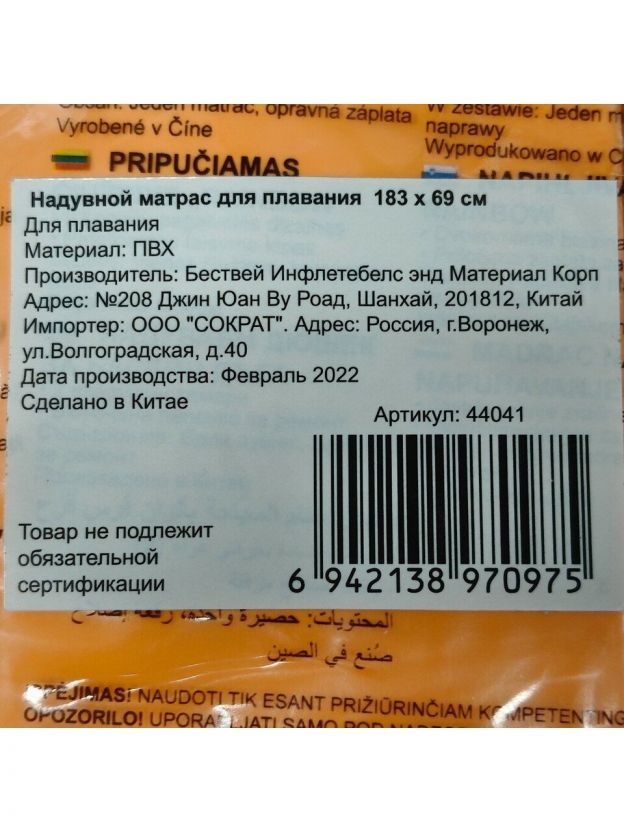 Obsah: Jeden matrac, opravná záplata
Vyrobené v Číne
W zestawie: Jeden m
naprawy
Wyprodukowano w C
PRIPUČIAMAS
Надувной матрас для плавания 183 х 69 см
Для плавания
Материал: ПВХ
Производитель: Бествей Инфлетебелс энд Материал Корп
Адрес: №208 Джин Юан Ву Роад, Шанхай, 201812, Китай
Импортер: ООО "СОКРАТ". Адрес: Россия, г.Воронеж,
ул.Волгоградская, д.40
Дата производства: Февраль 2022
Сделано в Китае
Артикул: 44041
Товар не подлежит
обязательной
сертификации
6 942138 970975
المحتويات: حصيرة واحدة، رقعة إصلاح
صُنع في الصين
ĮSPĖJIMAS! NAUDOTI TIK ESANT PRIŽIŪRINČIAM KOMPETENTING
OPOZORILO! UPORABLJATI SAMO POD NADZOR